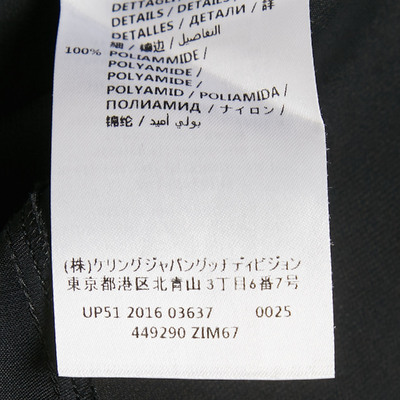 DETTAGLI
DETAILS / DETAILS /
DETALLES / ДЕТАЛИ / 詳
細 / 镶边 / التفاصيل
100% POLIAMMIDE /
POLYAMIDE /
POLYAMIDE /
POLYAMID / POLIAMIDA /
ПОЛИАМИД / ナイロン /
锦纶 / بولي أميد
(株)ケリングジャパングッチディビジョン
東京都港区北青山3丁目6番7号
UP51 2016 03637 0025
449290 ZIM67